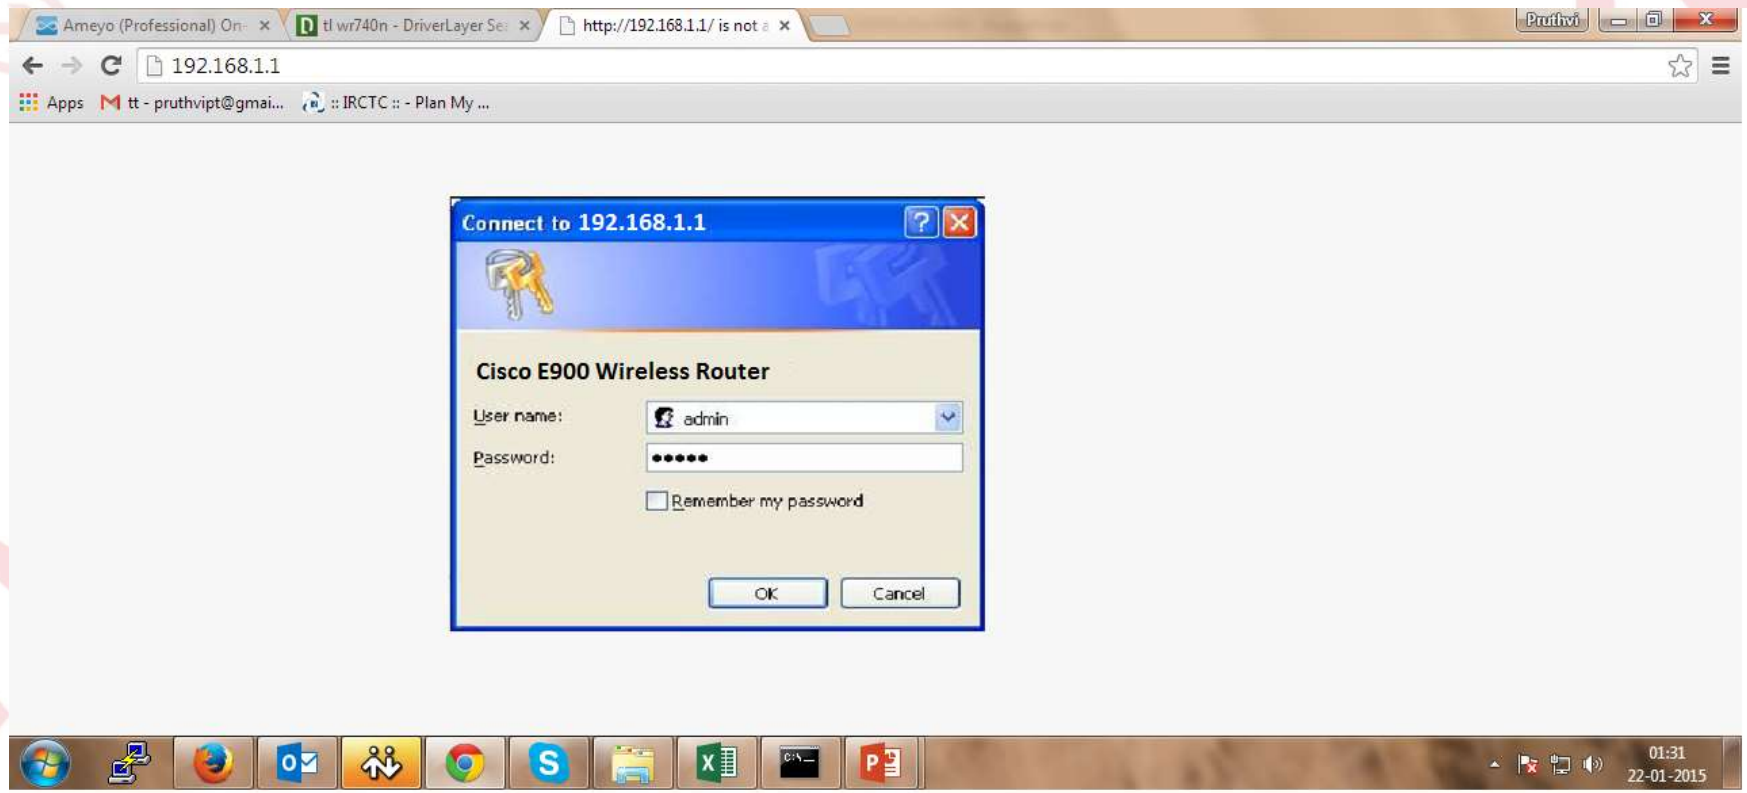 Ameyo (Professional) On-
tl wr740n - DriverLayer Sea
http://192.168.1.1/ is not a
Pruthvi
192.168.1.1
Apps
tt - pruthvipt@gmai...
:: IRCTC :: - Plan My ...
Connect to 192.168.1.1
Cisco E900 Wireless Router
User name:
admin
Password:
Remember my password
OK
Cancel
01:31
22-01-2015